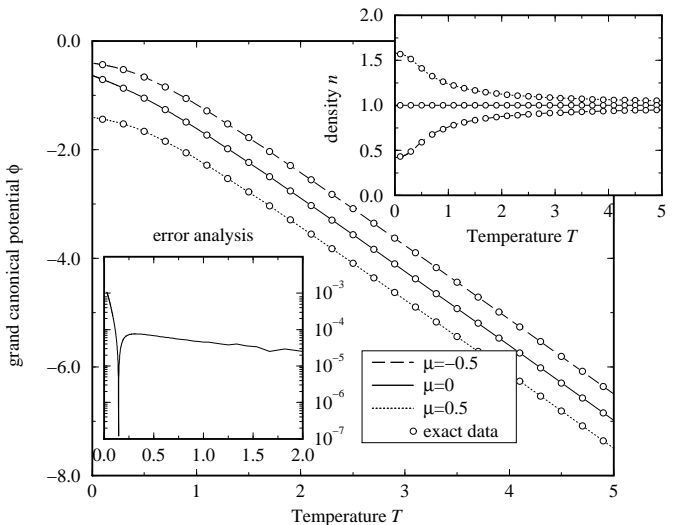 0.0
−2.0
−4.0
−6.0
−8.0
grand canonical potential ϕ
0 1 2 3 4 5
Temperature T
2.0
1.5
1.0
0.5
0.0
density n
0 1 2 3 4 5
Temperature T
error analysis
10⁻³
10⁻⁴
10⁻⁵
10⁻⁶
10⁻⁷
0.0 0.5 1.0 1.5 2.0
μ=−0.5
μ=0
μ=0.5
exact data